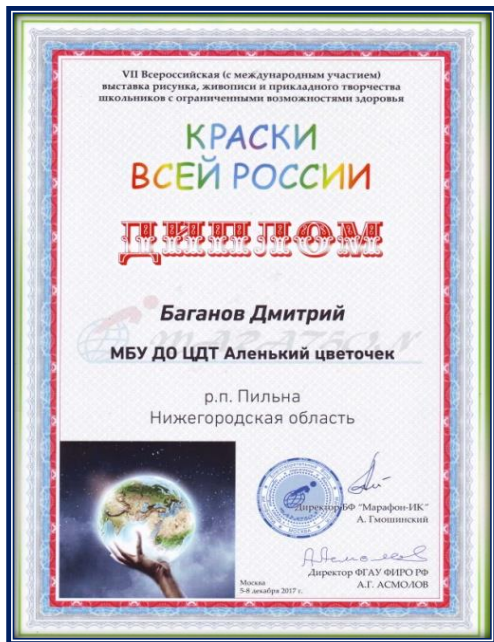 VII Всероссийская (с международным участием)
выставка рисунка, живописи и прикладного творчества
школьников с ограниченными возможностями здоровья
КРАСКИ
ВСЕЙ РОССИИ
ДИПЛОМ
Баганов Дмитрий
МАРАТНОN
МБУ ДО ЦДТ Аленький цветочек
р.п. Пильна
Нижегородская область
Директор БФ "Марафон-ИК"
А. Гмошинский
Директор ФГАУ ФИРО РФ
А.Г. АСМОЛОВ
Москва
5-8 декабря 2017 г.